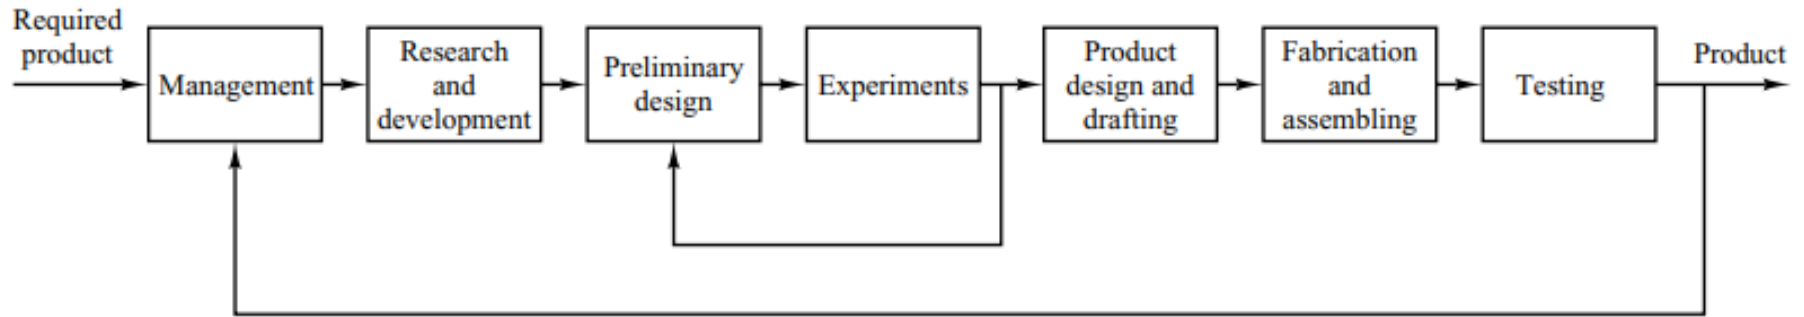 Required
product
Management
Research
and
development
Preliminary
design
Experiments
Product
design and
drafting
Fabrication
and
assembling
Testing
Product